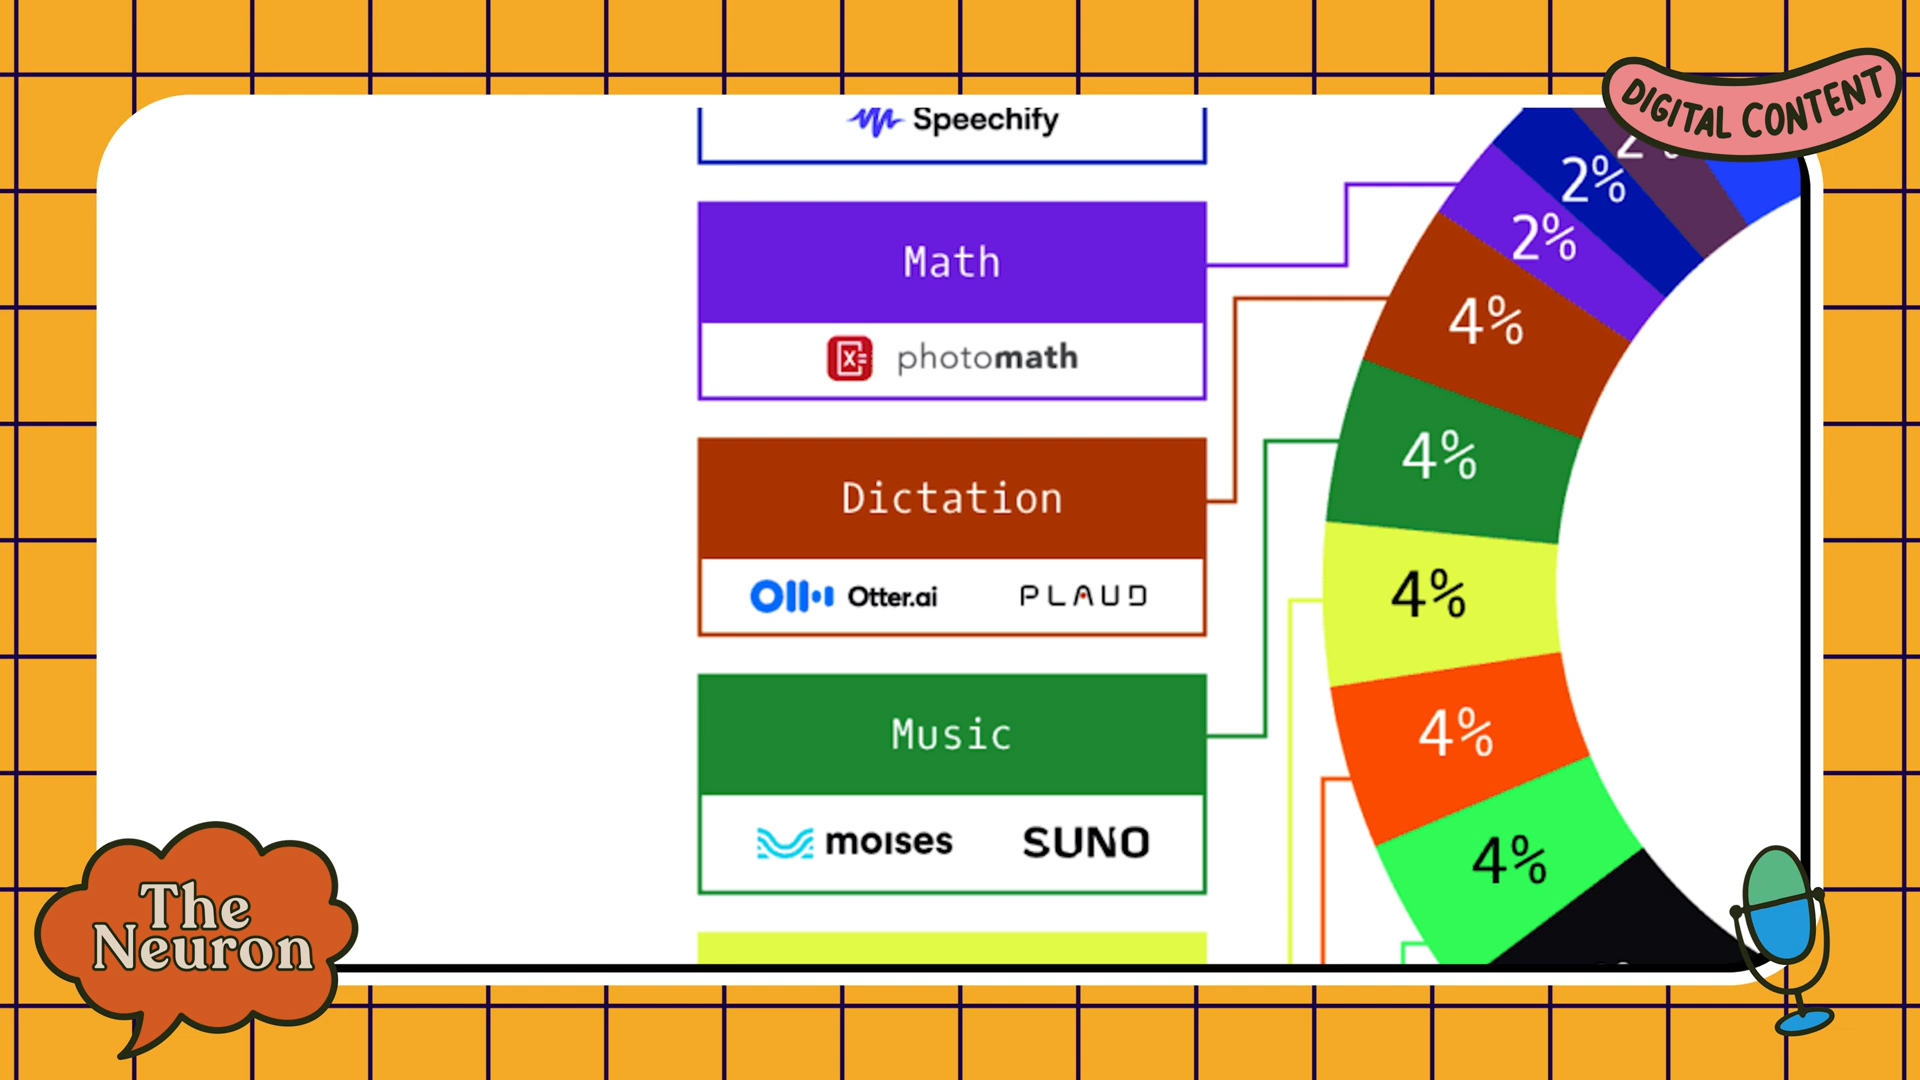 DIGITAL CONTENT
Speechify
2%
2%
Math
2%
photomath
4%
Dictation
4%
Otter.ai PLAUD
4%
Music
4%
moises SUNO
4%
The
Neuron